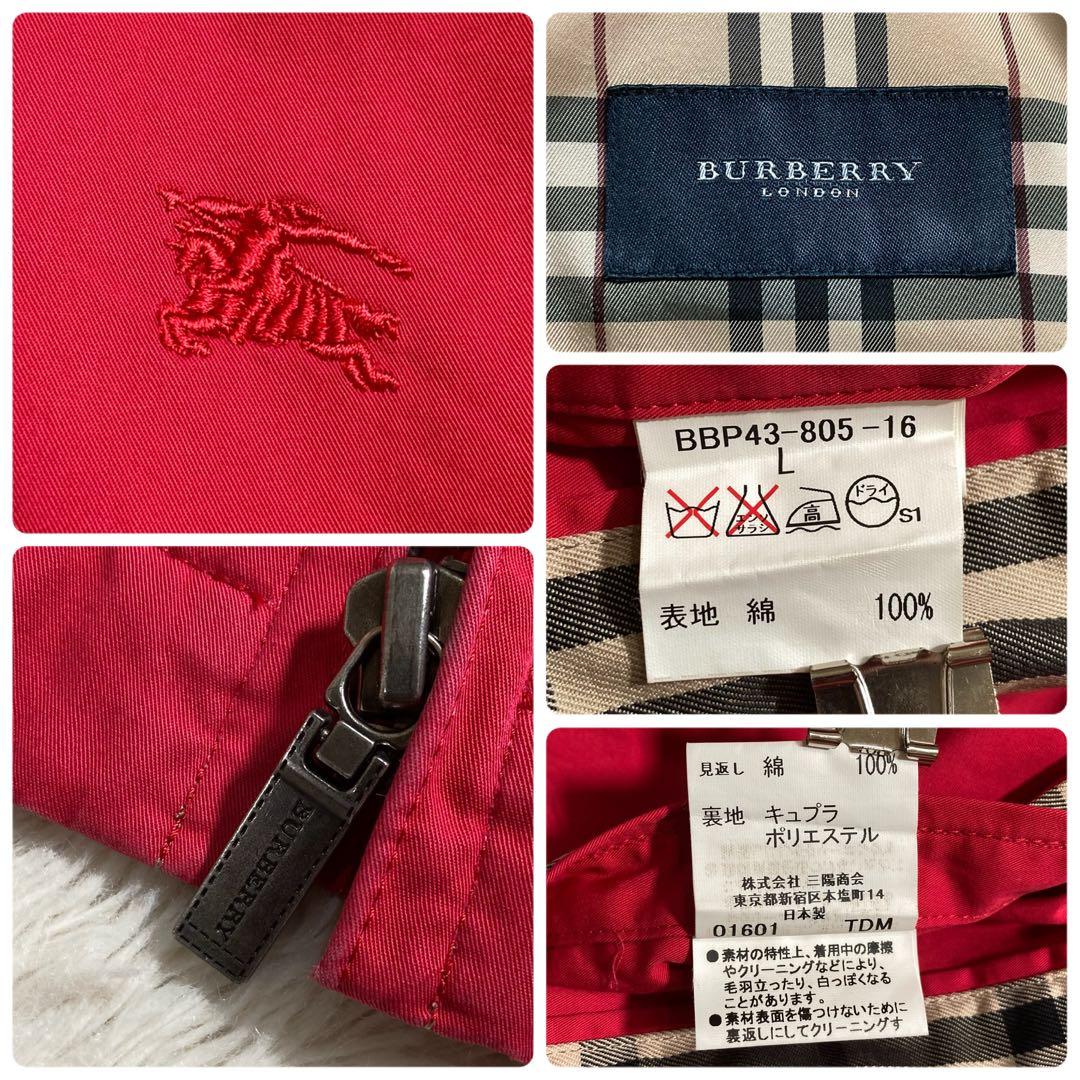 BURBERRY
LONDON
BBP43-805-16
L
エンソ
サラシ
高
ドライ
S1
表地 綿 100%
BURBERRY
見返し 綿 100%
裏地 キュプラ
ポリエステル
株式会社 三陽商会
東京都新宿区本塩町14
日本製
01601 TDM
●素材の特性上、着用中の摩擦
やクリーニングなどにより、
毛羽立ったり、白っぽくなる
ことがあります。
●素材表面を傷つけないために
裏返しにしてクリーニングす